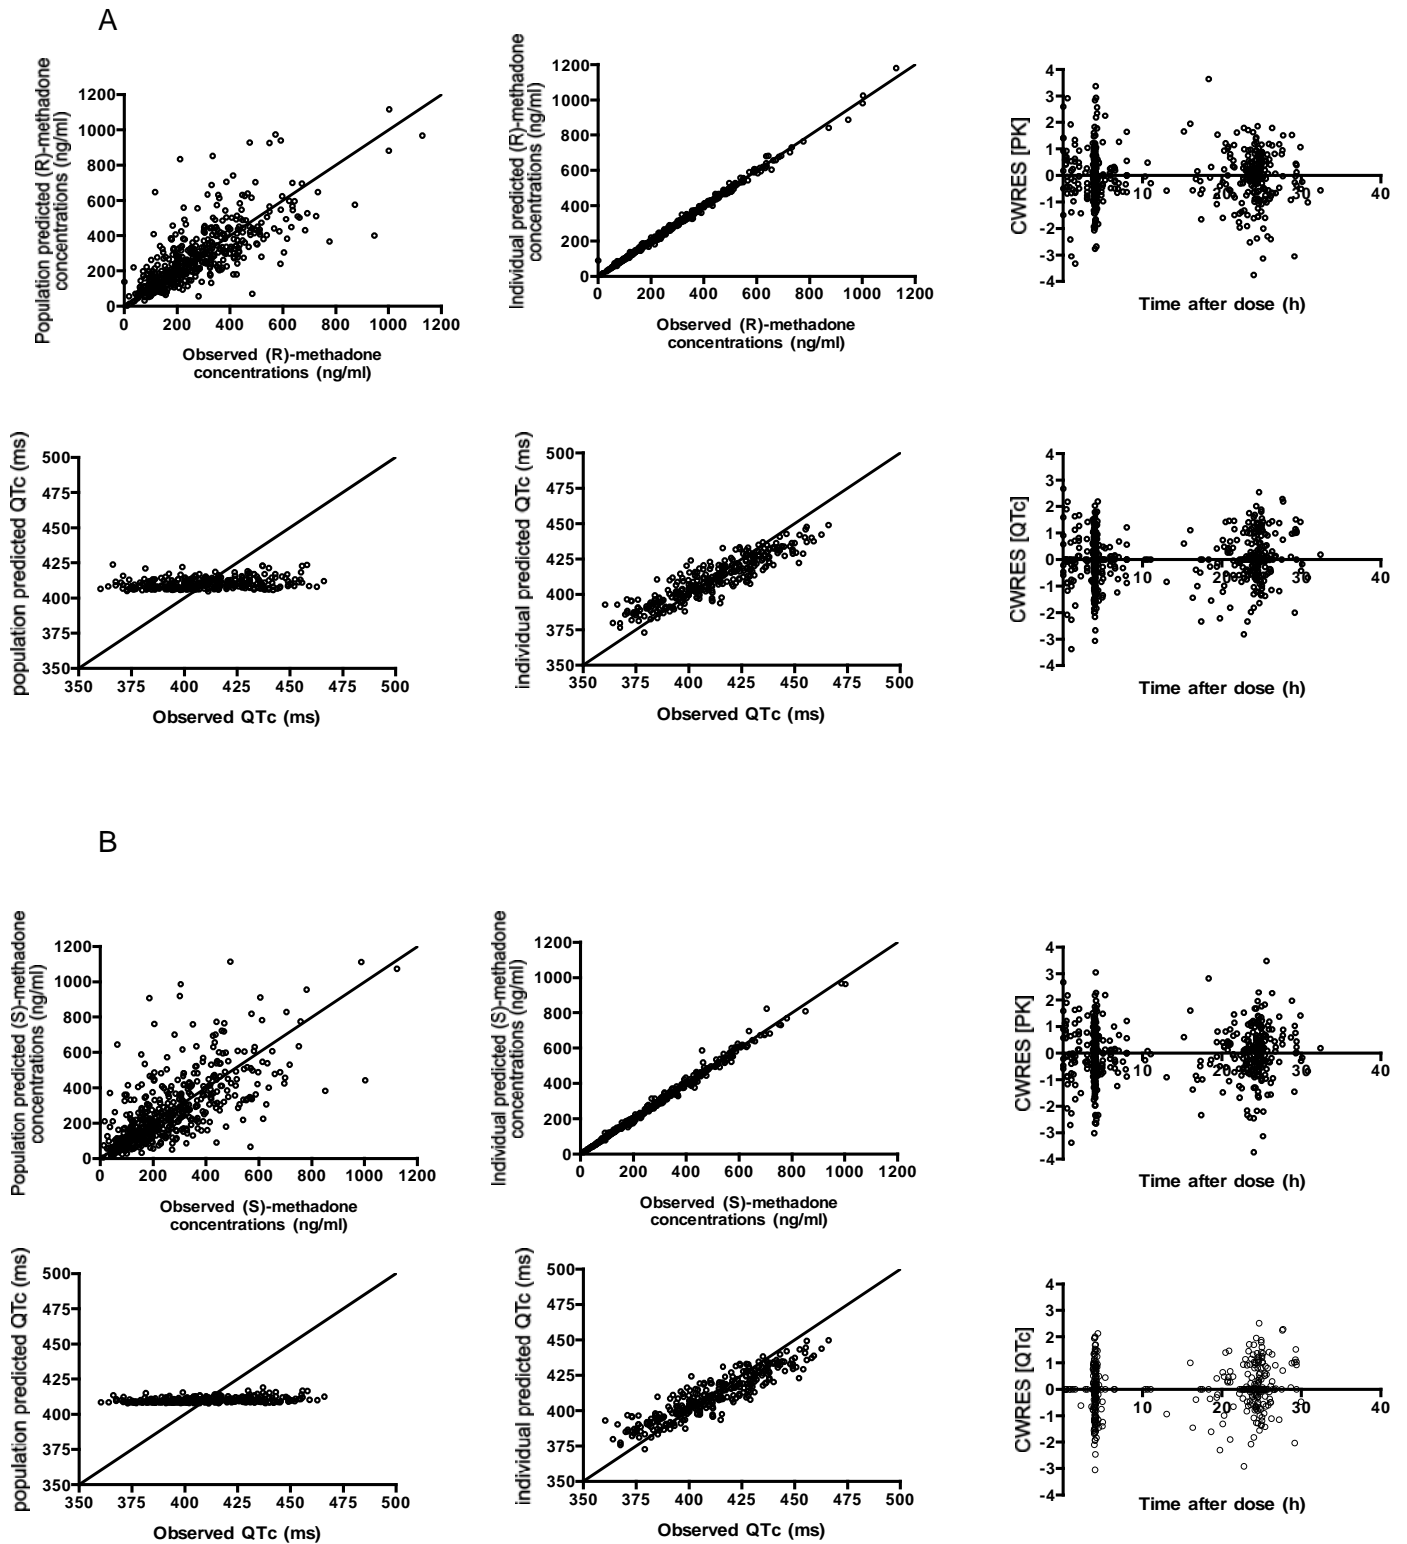 A
Population predicted (R)-methadone
concentrations (ng/ml)
1200
1000
800
600
400
200
0
0 200 400 600 800 1000 1200
Observed (R)-methadone
concentrations (ng/ml)
Individual predicted (R)-methadone
concentrations (ng/ml)
1200
1000
800
600
400
200
0
0 200 400 600 800 1000 1200
Observed (R)-methadone
concentrations (ng/ml)
CWRES [PK]
4
3
2
1
0
-1
-2
-3
-4
10 20 30 40
Time after dose (h)
population predicted QTc (ms)
500
475
450
425
400
375
350
350 375 400 425 450 475 500
Observed QTc (ms)
individual predicted QTc (ms)
500
475
450
425
400
375
350
350 375 400 425 450 475 500
Observed QTc (ms)
CWRES [QTc]
4
3
2
1
0
-1
-2
-3
-4
10 20 30 40
Time after dose (h)
B
Population predicted (S)-methadone
concentrations (ng/ml)
1200
1000
800
600
400
200
0
0 200 400 600 800 1000 1200
Observed (S)-methadone
concentrations (ng/ml)
Individual predicted (S)-methadone
concentrations (ng/ml)
1200
1000
800
600
400
200
0
0 200 400 600 800 1000 1200
Observed (S)-methadone
concentrations (ng/ml)
CWRES [PK]
4
3
2
1
0
-1
-2
-3
-4
10 20 30 40
Time after dose (h)
population predicted QTc (ms)
500
475
450
425
400
375
350
350 375 400 425 450 475 500
Observed QTc (ms)
individual predicted QTc (ms)
500
475
450
425
400
375
350
350 375 400 425 450 475 500
Observed QTc (ms)
CWRES [QTc]
4
3
2
1
0
-1
-2
-3
-4
10 20 30 40
Time after dose (h)